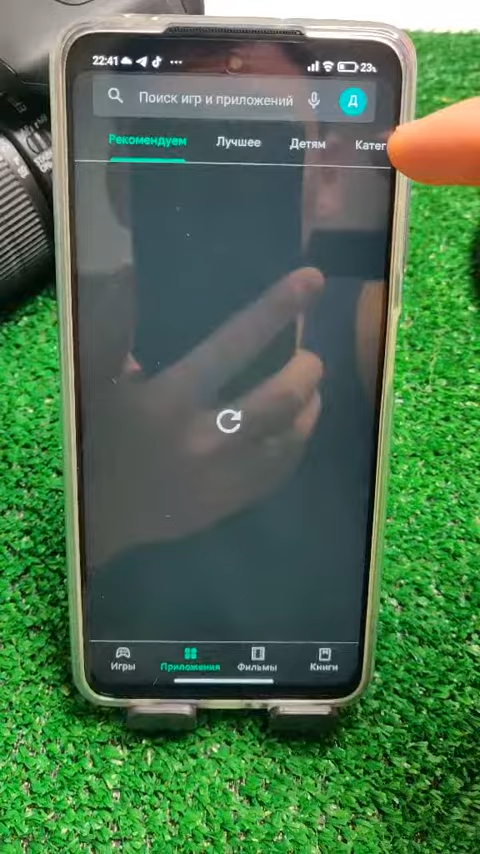 22:41 23%
Поиск игр и приложений Д
Рекомендуем Лучшее Детям Катег
Игры Приложения Фильмы Книги